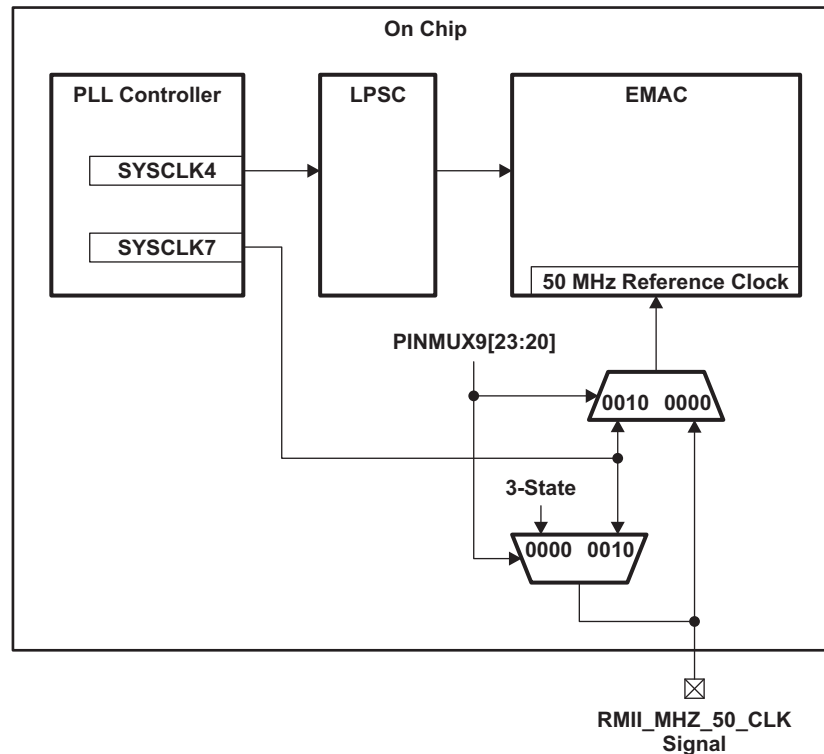 On Chip
PLL Controller
LPSC
EMAC
SYSCLK4
SYSCLK7
50 MHz Reference Clock
PINMUX9[23:20]
0010 0000
3-State
0000 0010
RMII_MHZ_50_CLK
Signal